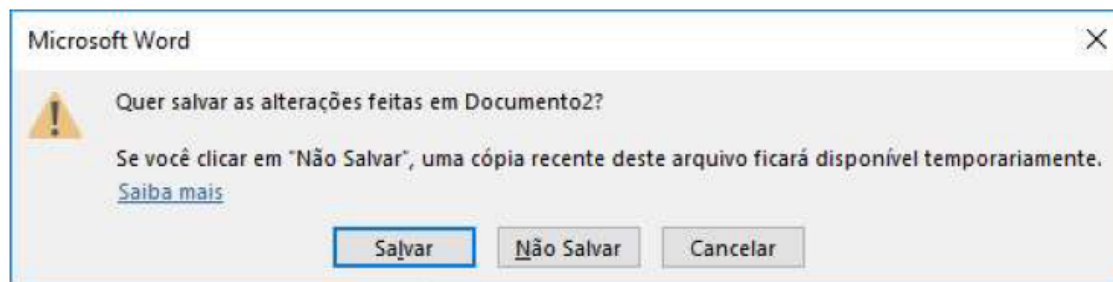 Microsoft Word
Quer salvar as alterações feitas em Documento2?
Se você clicar em "Não Salvar", uma cópia recente deste arquivo ficará disponível temporariamente.
Saiba mais
Salvar Não Salvar Cancelar